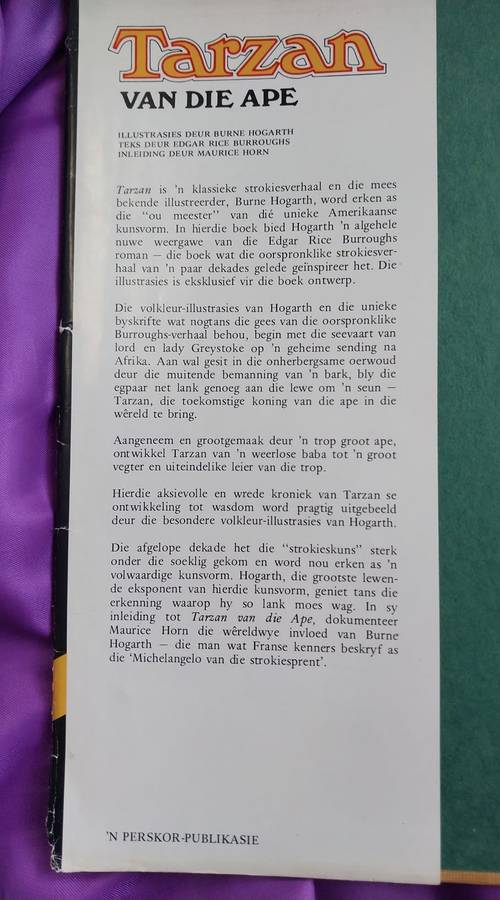 Tarzan
VAN DIE APE
ILLUSTRASIES DEUR BURNE HOGARTH
TEKS DEUR EDGAR RICE BURROUGHS
INLEIDING DEUR MAURICE HORN
Tarzan is 'n klassieke strokiesverhaal en die mees
bekende illustreerder, Burne Hogarth, word erken as
die "ou meester" van dié unieke Amerikaanse
kunsvorm. In hierdie boek bied Hogarth 'n algehele
nuwe weergawe van die Edgar Rice Burroughs
roman — die boek wat die oorspronklike strokiesver-
haal van 'n paar dekades gelede geïnspireer het. Die
illustrasies is eksklusief vir die boek ontwerp.
Die volkleur-illustrasies van Hogarth en die unieke
byskrifte wat nogtans die gees van die oorspronklike
Burroughs-verhaal behou, begin met die seevaart van
lord en lady Greystoke op 'n geheime sending na
Afrika. Aan wal gesit in die onherbergsame oerwoud
deur die muitende bemanning van 'n bark, bly die
egpaar net lank genoeg aan die lewe om 'n seun —
Tarzan, die toekomstige koning van die ape in die
wêreld te bring.
Aangeneem en grootgemaak deur 'n trop groot ape,
ontwikkel Tarzan van 'n weerlose baba tot 'n groot
vegter en uiteindelike leier van die trop.
Hierdie aksievolle en wrede kroniek van Tarzan se
ontwikkeling tot wasdom word pragtig uitgebeeld
deur die besondere volkleur-illustrasies van Hogarth.
Die afgelope dekade het die "strokieskuns" sterk
onder die soeklig gekom en word nou erken as 'n
volwaardige kunsvorm. Hogarth, die grootste lewen-
de eksponent van hierdie kunsvorm, geniet tans die
erkenning waarop hy so lank moes wag. In sy
inleiding tot Tarzan van die Ape, dokumenteer
Maurice Horn die wêreldwye invloed van Burne
Hogarth — die man wat Franse kenners beskryf as
die 'Michelangelo van die strokiesprent'.
'N PERSKOR-PUBLIKASIE